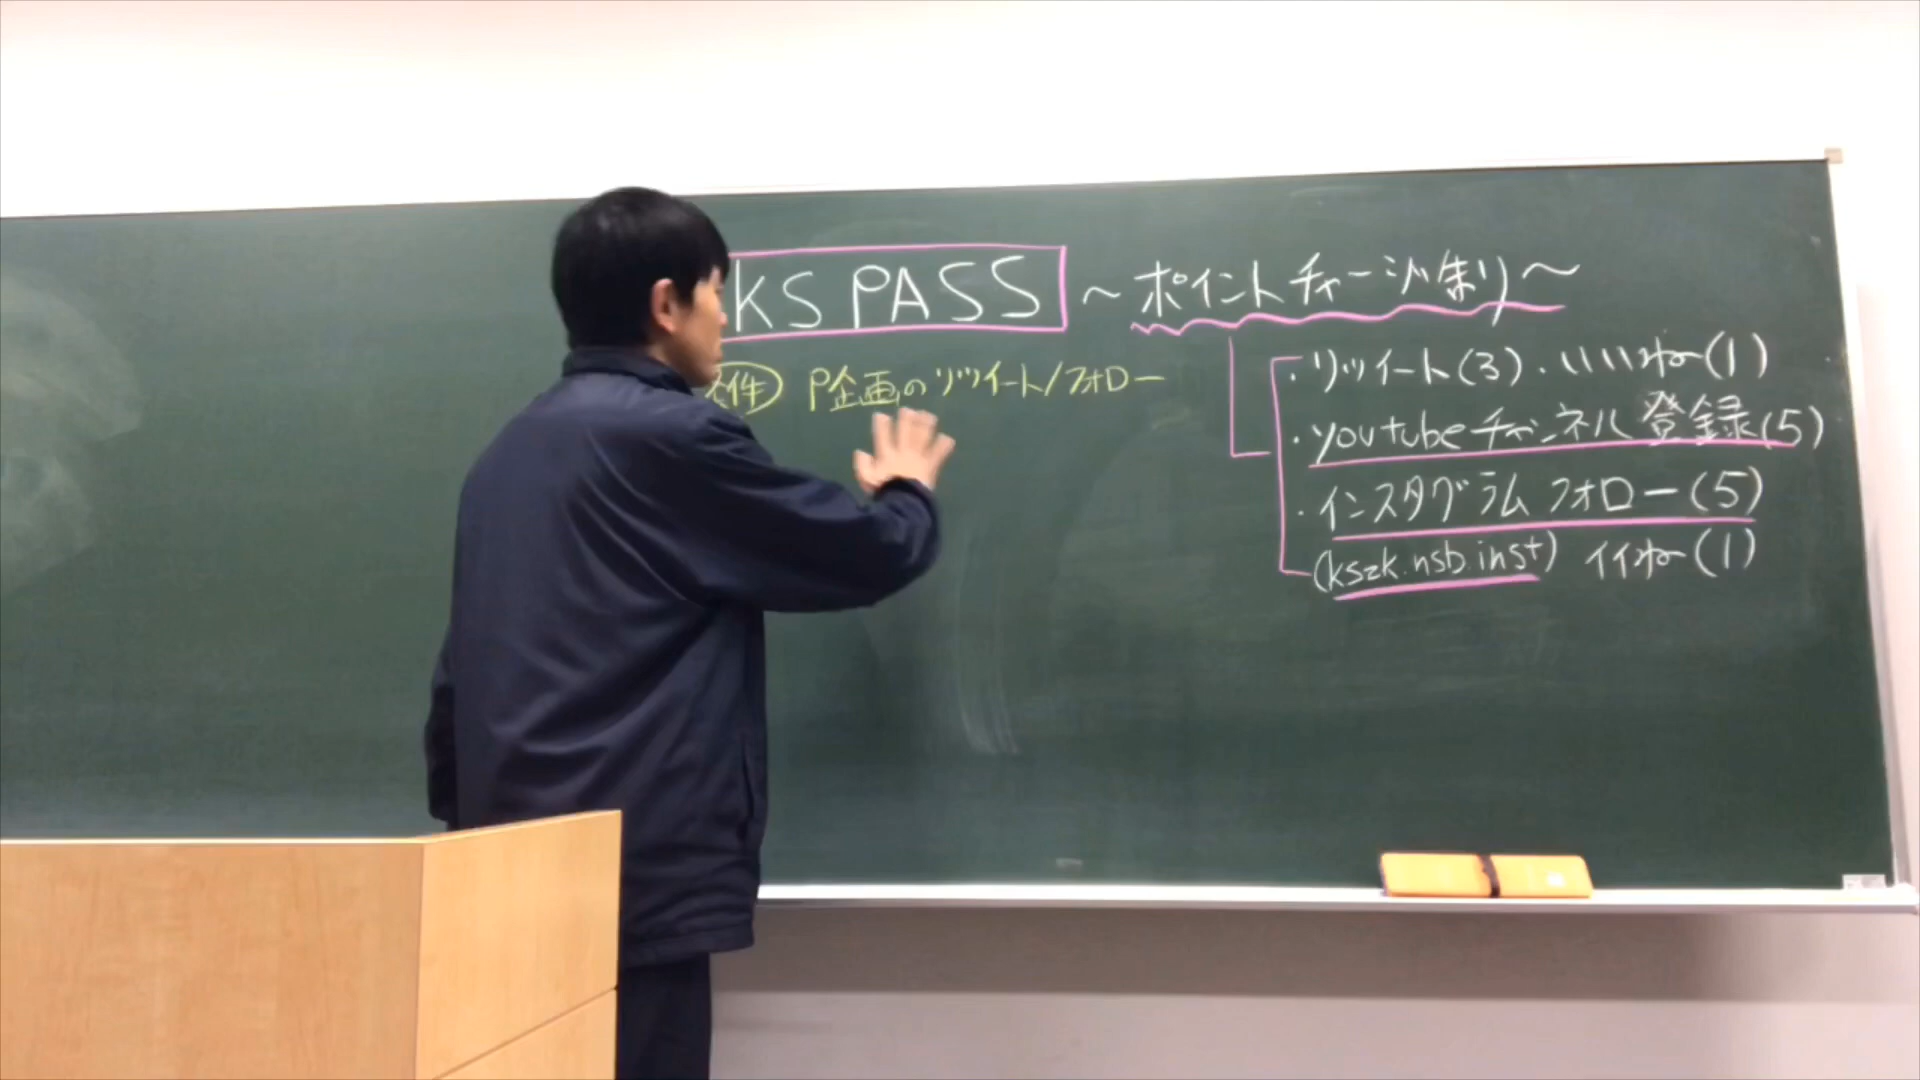 KS PASS ～ポイントチャージ祭り～
条件 P企画のリツイート/フォロー
・リツイート(3)・いいね(1)
・youtubeチャンネル登録(5)
・インスタグラムフォロー(5)
(kszk.nsb.inst) イイね(1)